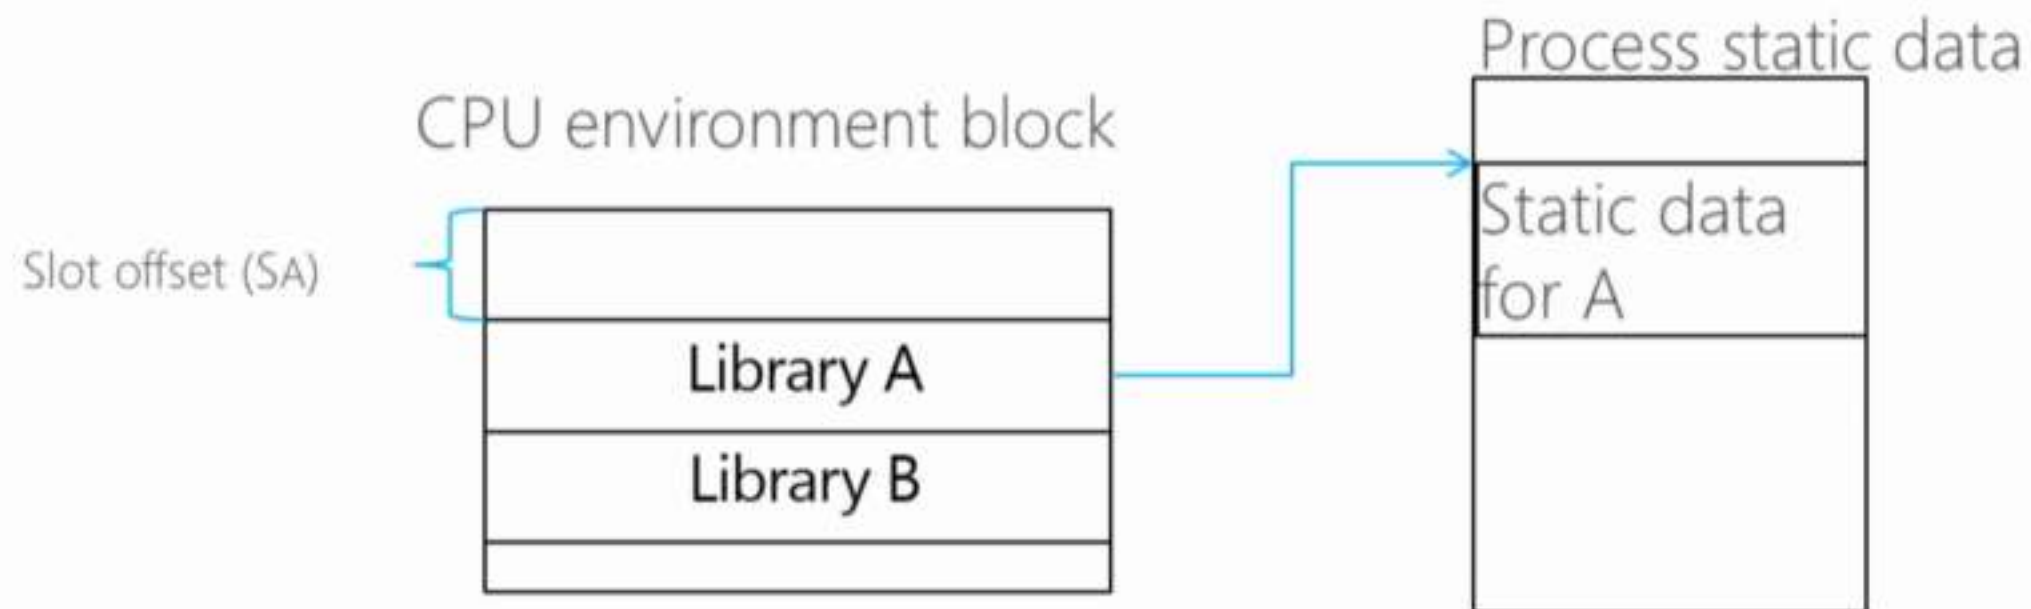 Process static data
CPU environment block
Slot offset (SA)
Static data
for A
Library A
Library B